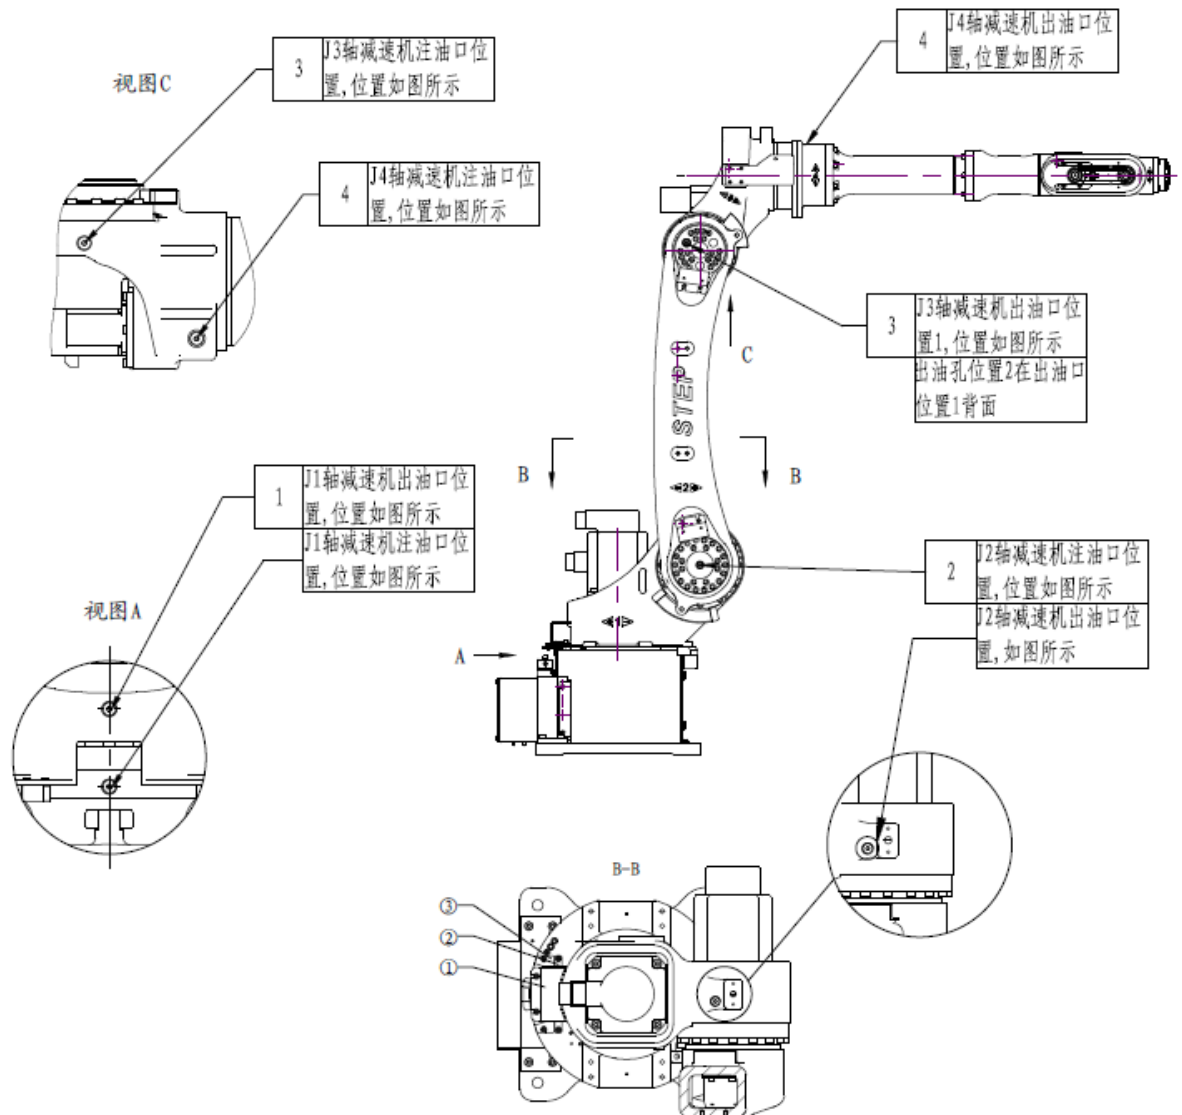 视图C
3
J3轴减速机注油口位
置,位置如图所示
4
J4轴减速机注油口位
置,位置如图所示
4
J4轴减速机出油口位
置,位置如图所示
3
J3轴减速机出油口位
置1,位置如图所示
出油孔位置2在出油口
位置1背面
C
STEP
B
B
2
1
J1轴减速机出油口位
置,位置如图所示
J1轴减速机注油口位
置,位置如图所示
视图A
2
J2轴减速机注油口位
置,位置如图所示
J2轴减速机出油口位
置,如图所示
1
A
B-B
③
②
①